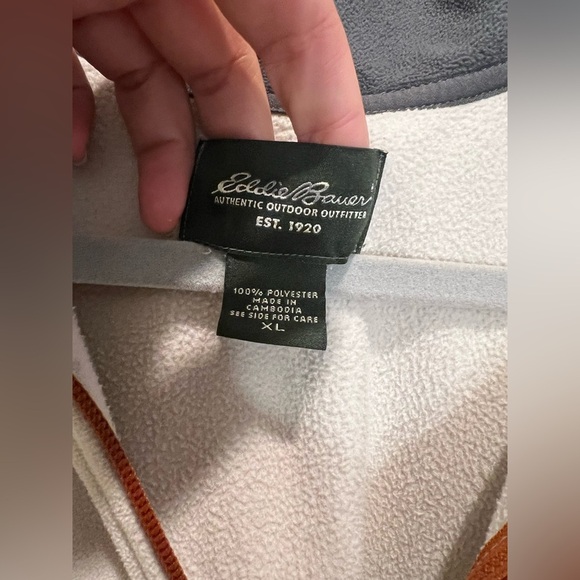 Eddie Bauer
AUTHENTIC OUTDOOR OUTFITTER
EST. 1920
100% POLYESTER
MADE IN
CAMBODIA
SEE SIDE FOR CARE
XL